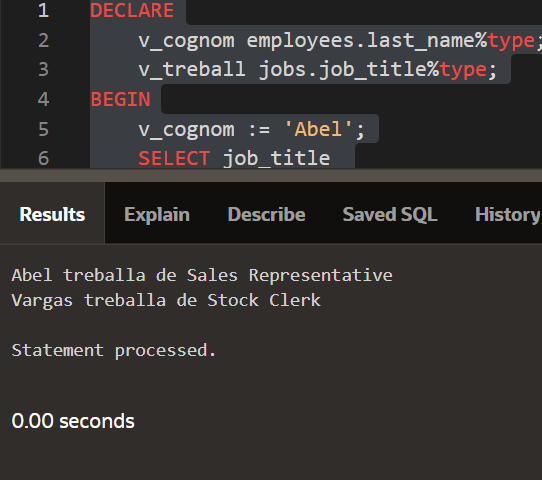 1 DECLARE
2 v_cognom employees.last_name%type;
3 v_treball jobs.job_title%type;
4 BEGIN
5 v_cognom := 'Abel';
6 SELECT job_title
Results Explain Describe Saved SQL History
Abel treballa de Sales Representative
Vargas treballa de Stock Clerk
Statement processed.
0.00 seconds